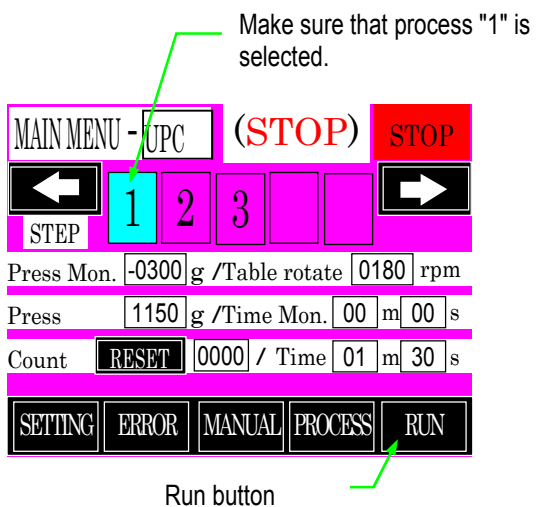 Make sure that process "1" is
selected.
MAIN MENU - UPC (STOP) STOP
1 2 3
STEP
Press Mon. -0300 g /Table rotate 0180 rpm
Press 1150 g /Time Mon. 00 m 00 s
Count RESET 0000 / Time 01 m 30 s
SETTING ERROR MANUAL PROCESS RUN
Run button